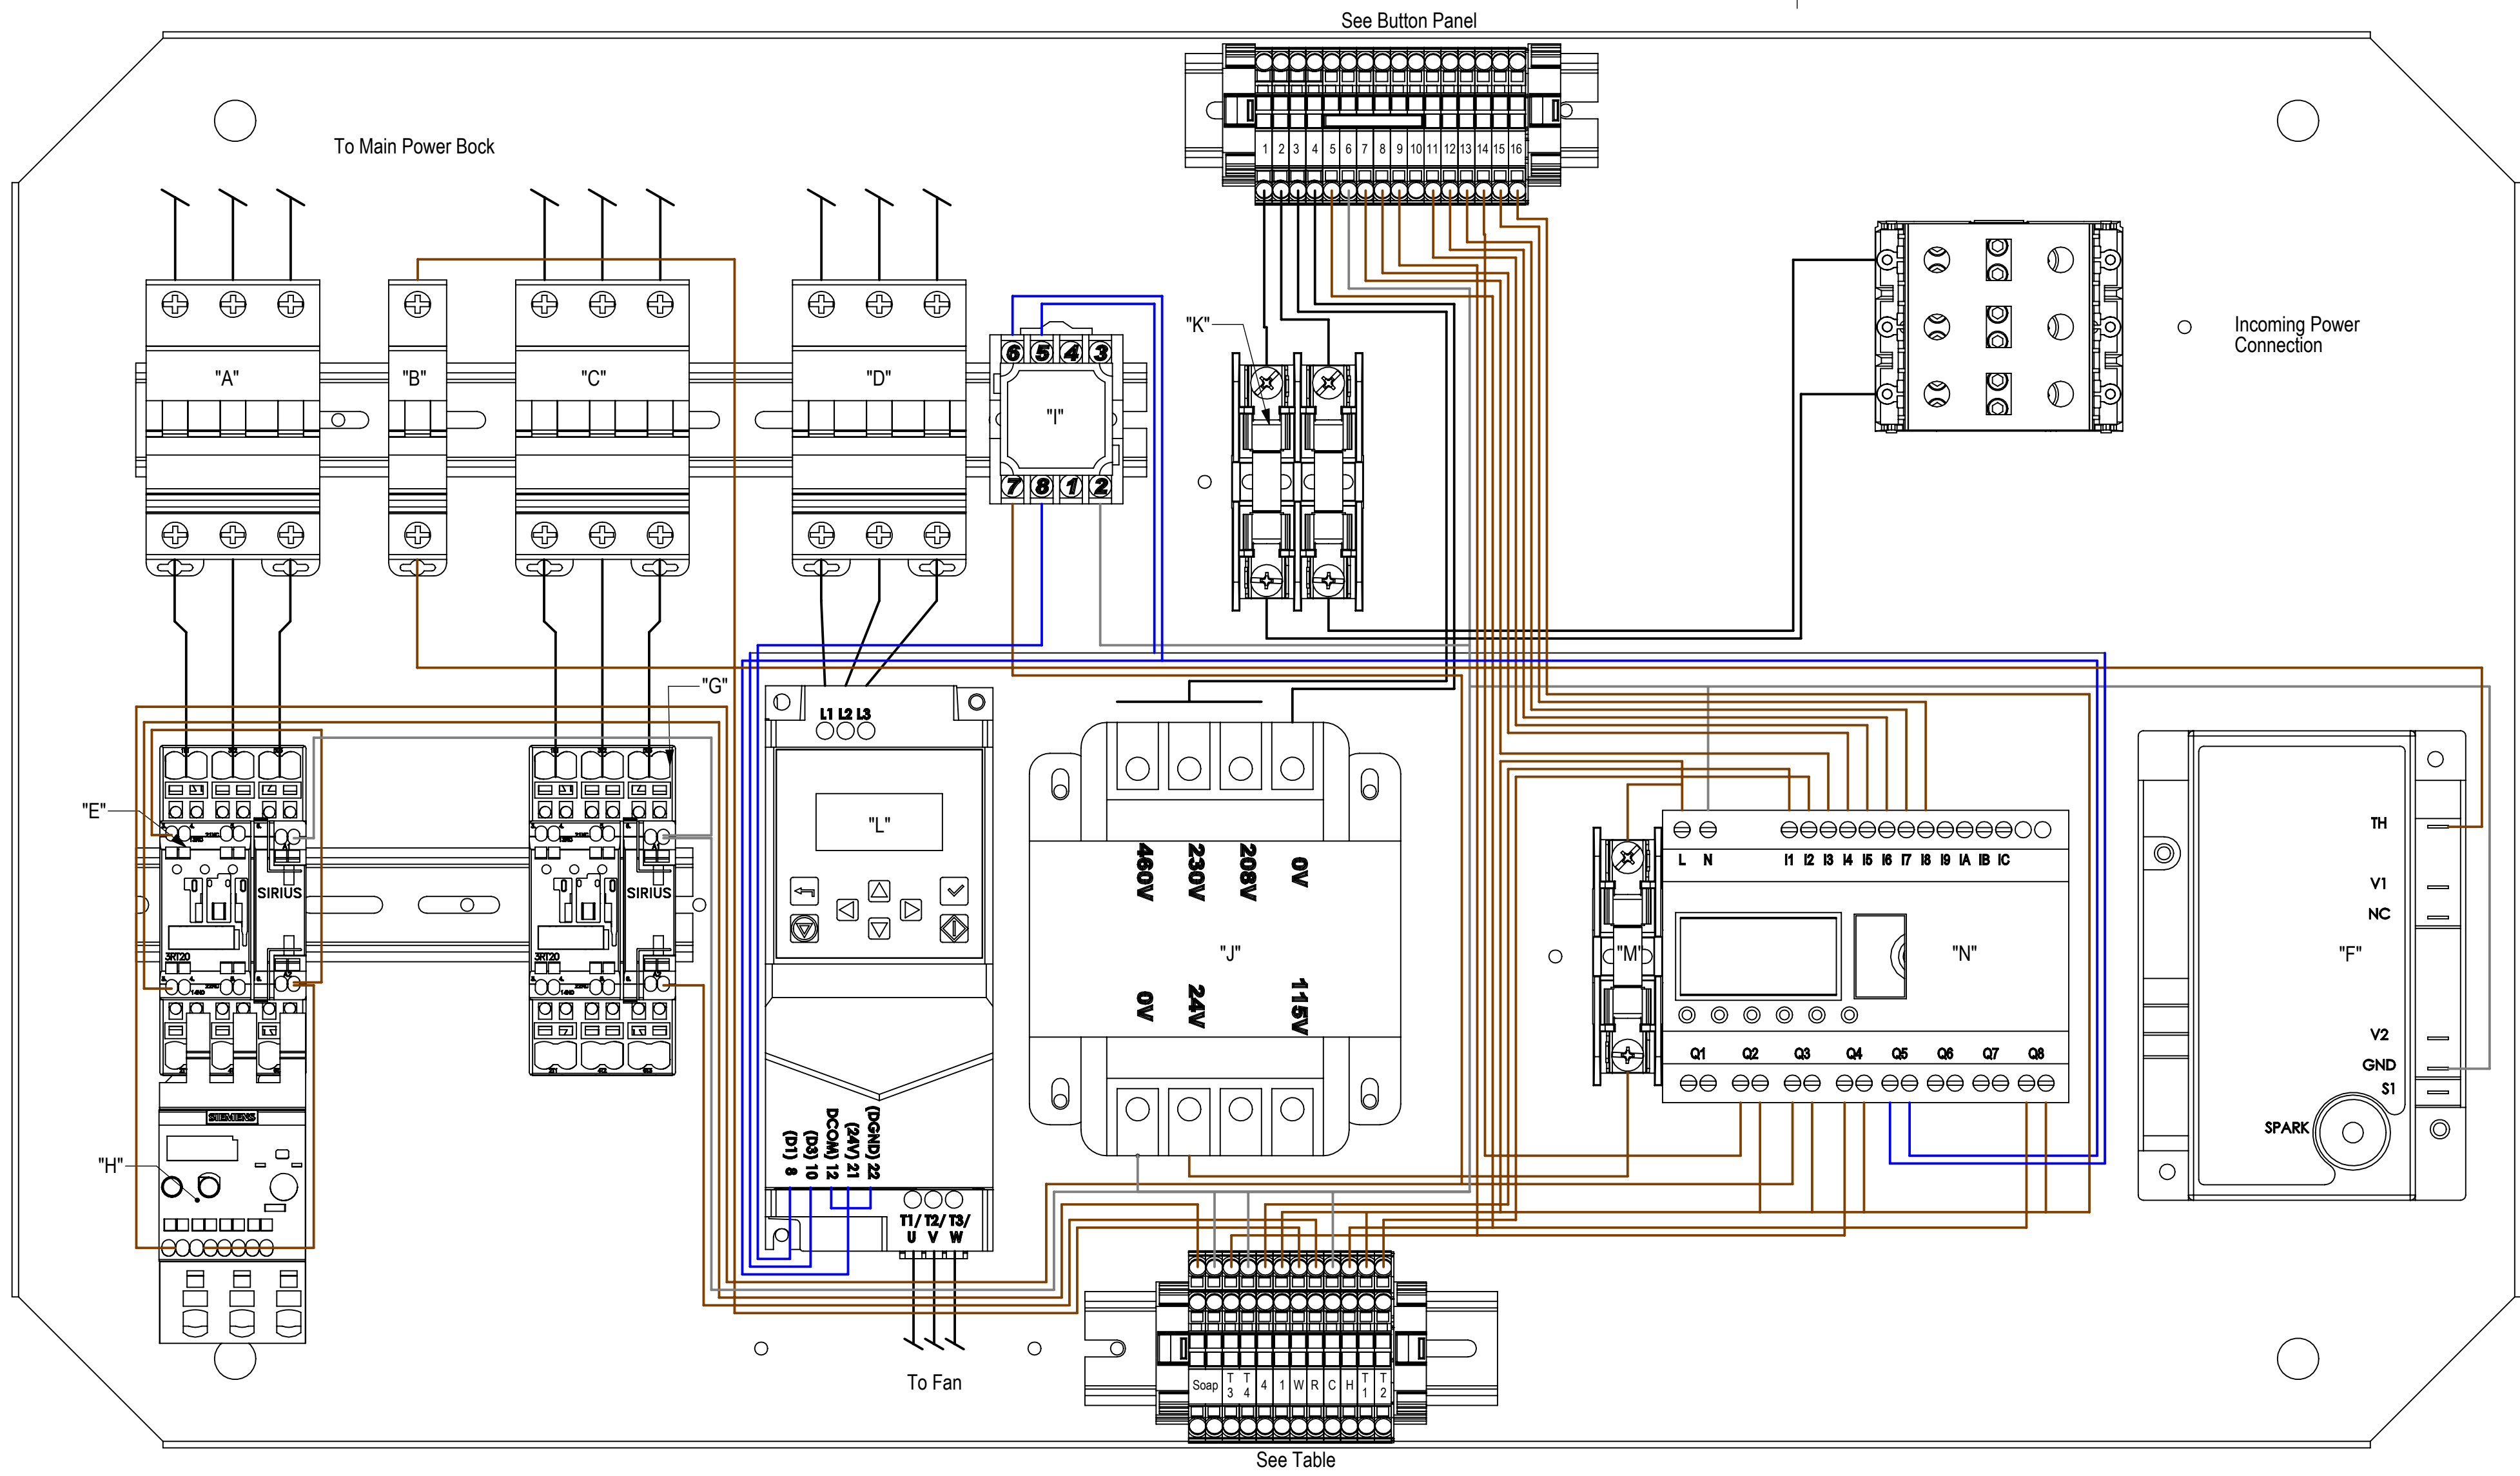 See Button Panel
To Main Power Bock
1 2 3 4 5 6 7 8 9 10 11 12 13 14 15 16
Incoming Power
Connection
"K"
"A"
"B"
"C"
"D"
6 5 4 3
"I"
7 8 1 2
"G"
L1 L2 L3
"E"
"L"
SIRIUS
SIRIUS
3RT20
3RT20
460V
230V
208V
0V
"J"
0V
24V
115V
L N I1 I2 I3 I4 I5 I6 I7 I8 I9 IA IB IC
"M"
"N"
Q1 Q2 Q3 Q4 Q5 Q6 Q7 Q8
TH
V1
NC
"F"
V2
GND
S1
SPARK
SIEMENS
"H"
(D1) 8
(D3) 10
DCOM) 12
(24V) 21
(DGND) 22
T1/ T2/ T3/
U V W
To Fan
Soap T3 T4 4 1 W R C H T1 T2
See Table